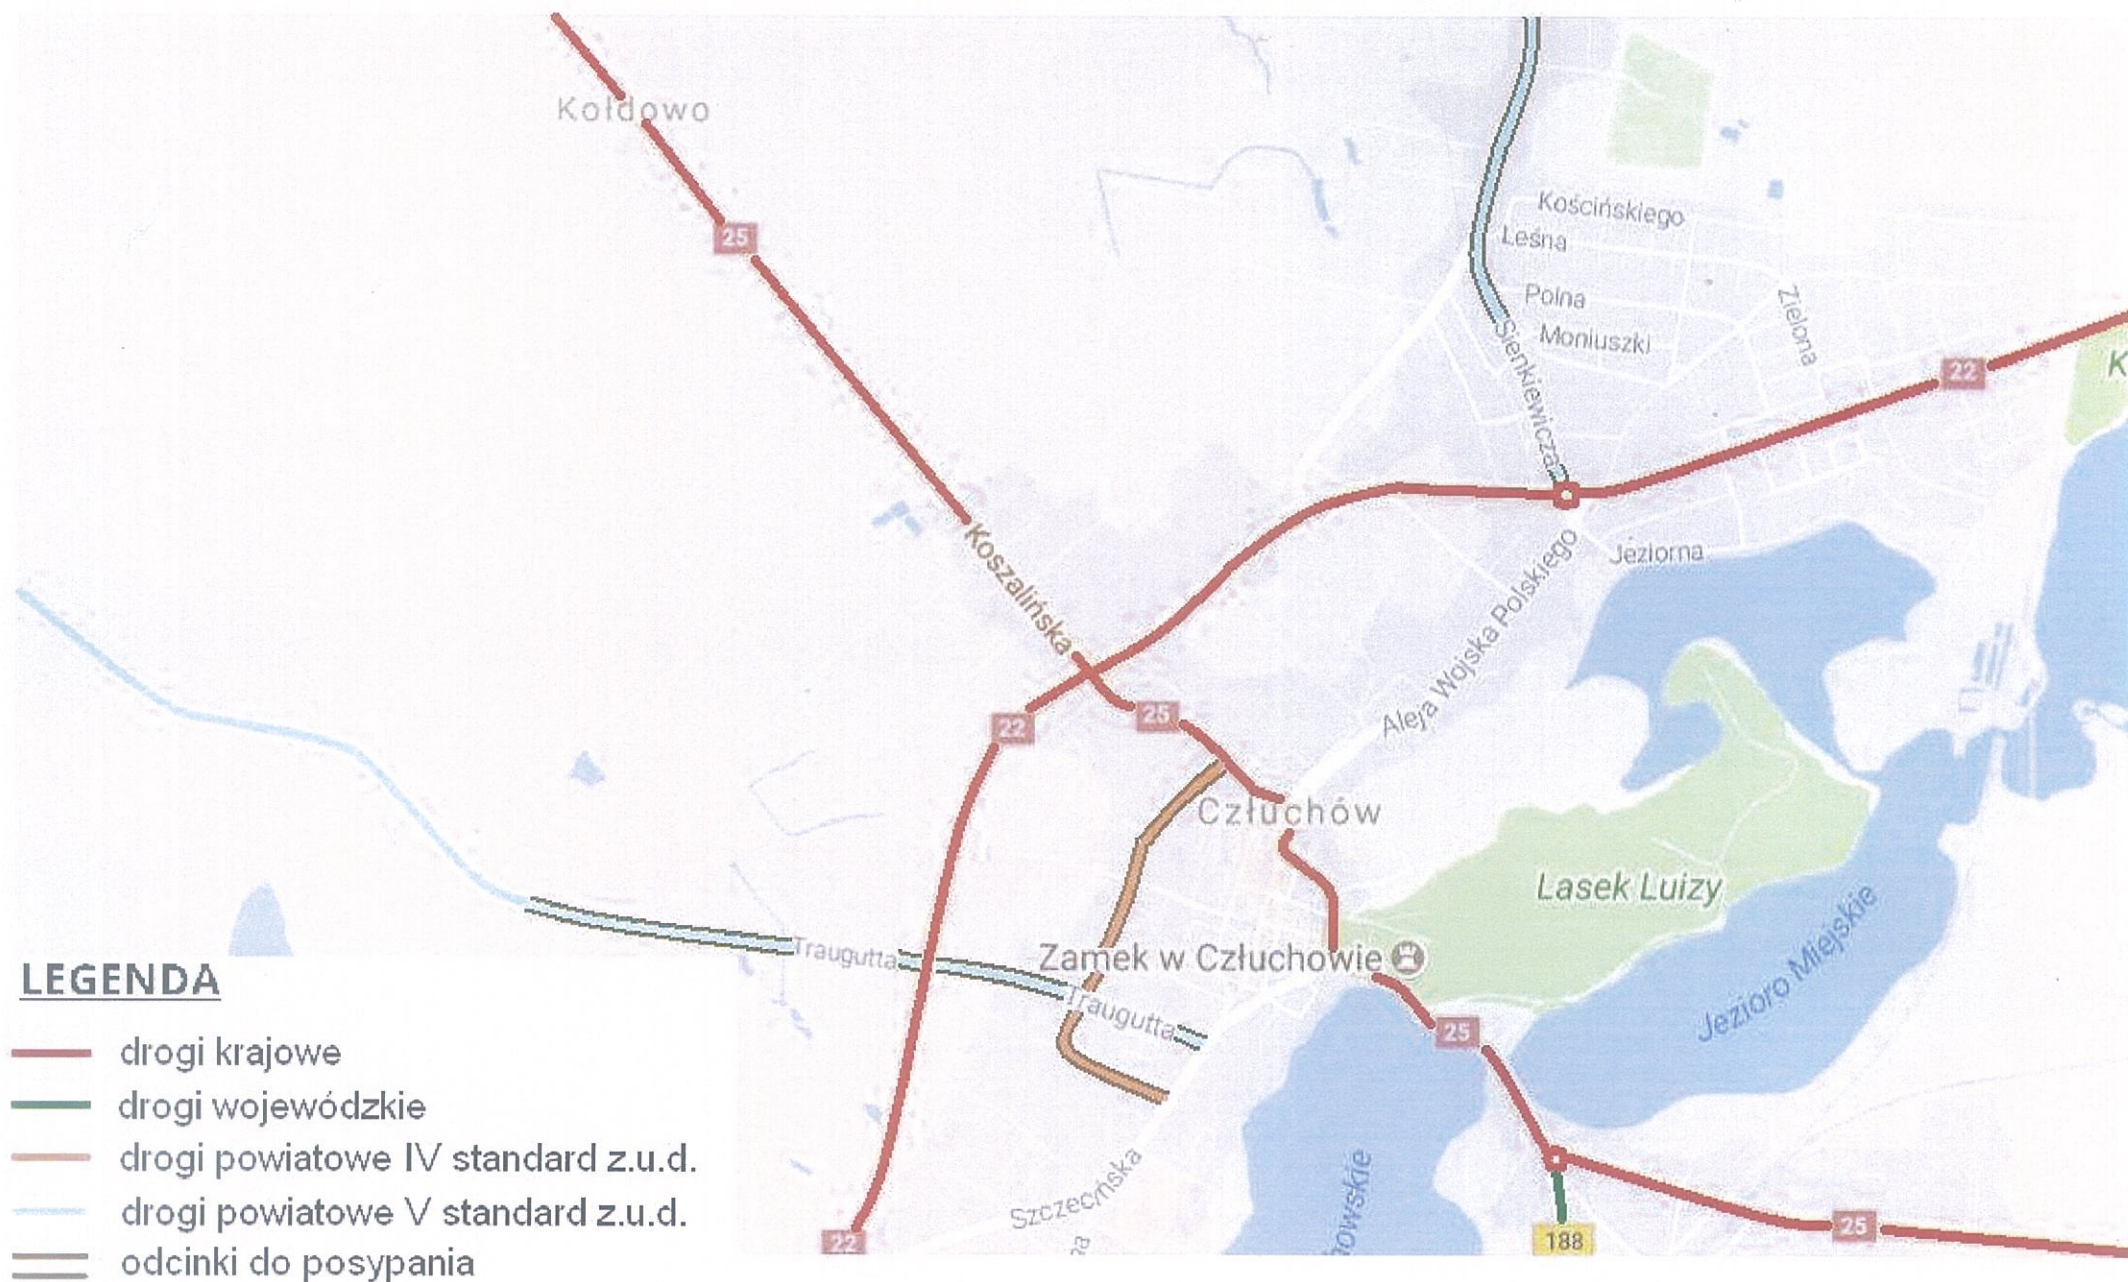 Kołdowo
25
Kościńskiego
Leśna
Polna
Moniuszki
Zielona
Sienkiewicza
22
K
Koszalińska
Jeziorna
Aleja Wojska Polskiego
22
25
Człuchów
Lasek Luizy
Traugutta
Zamek w Człuchowie
Traugutta
Jezioro Miejskie
25
Szczecińska
na
howskie
22
188
25
LEGENDA
drogi krajowe
drogi wojewódzkie
drogi powiatowe IV standard z.u.d.
drogi powiatowe V standard z.u.d.
odcinki do posypania